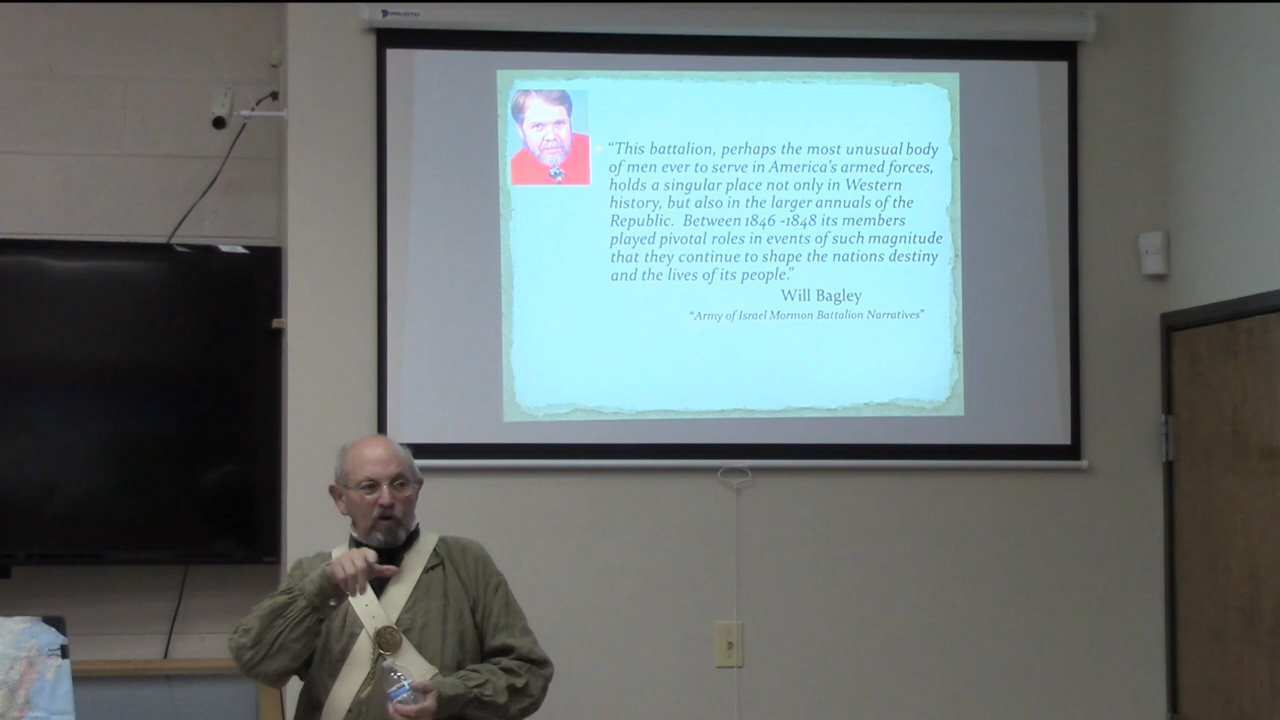 "This battalion, perhaps the most unusual body
of men ever to serve in America's armed forces,
holds a singular place not only in Western
history, but also in the larger annuals of the
Republic. Between 1846 -1848 its members
played pivotal roles in events of such magnitude
that they continue to shape the nations destiny
and the lives of its people."
Will Bagley
"Army of Israel Mormon Battalion Narratives"